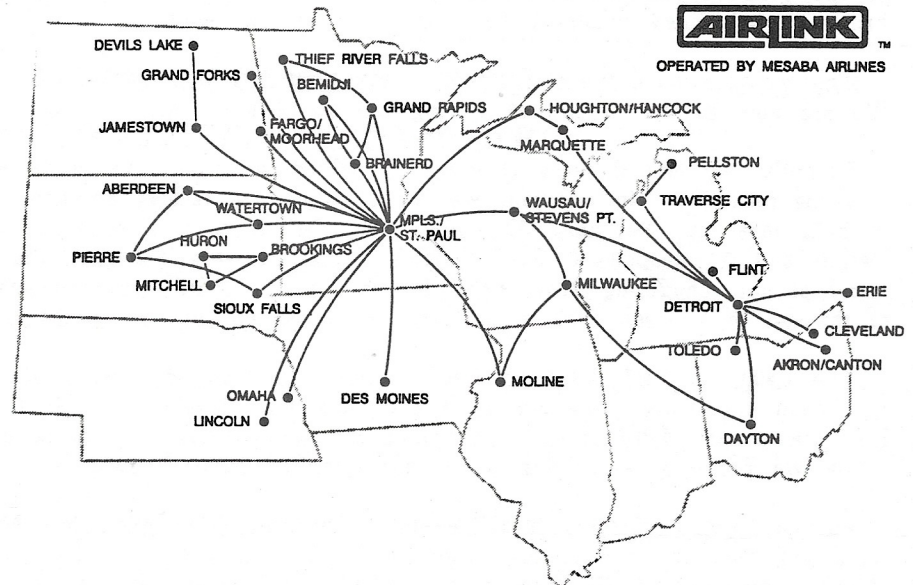 AIRLINK TM
OPERATED BY MESABA AIRLINES
DEVILS LAKE
THIEF RIVER FALLS
GRAND FORKS
BEMIDJI
GRAND RAPIDS
HOUGHTON/HANCOCK
JAMESTOWN
FARGO/
MOORHEAD
MARQUETTE
BRAINERD
PELLSTON
ABERDEEN
TRAVERSE CITY
WATERTOWN
WAUSAU/
STEVENS PT.
MPLS./
ST. PAUL
HURON
BROOKINGS
PIERRE
FLINT
MITCHELL
MILWAUKEE
SIOUX FALLS
DETROIT
ERIE
CLEVELAND
TOLEDO
AKRON/CANTON
OMAHA
DES MOINES
MOLINE
LINCOLN
DAYTON